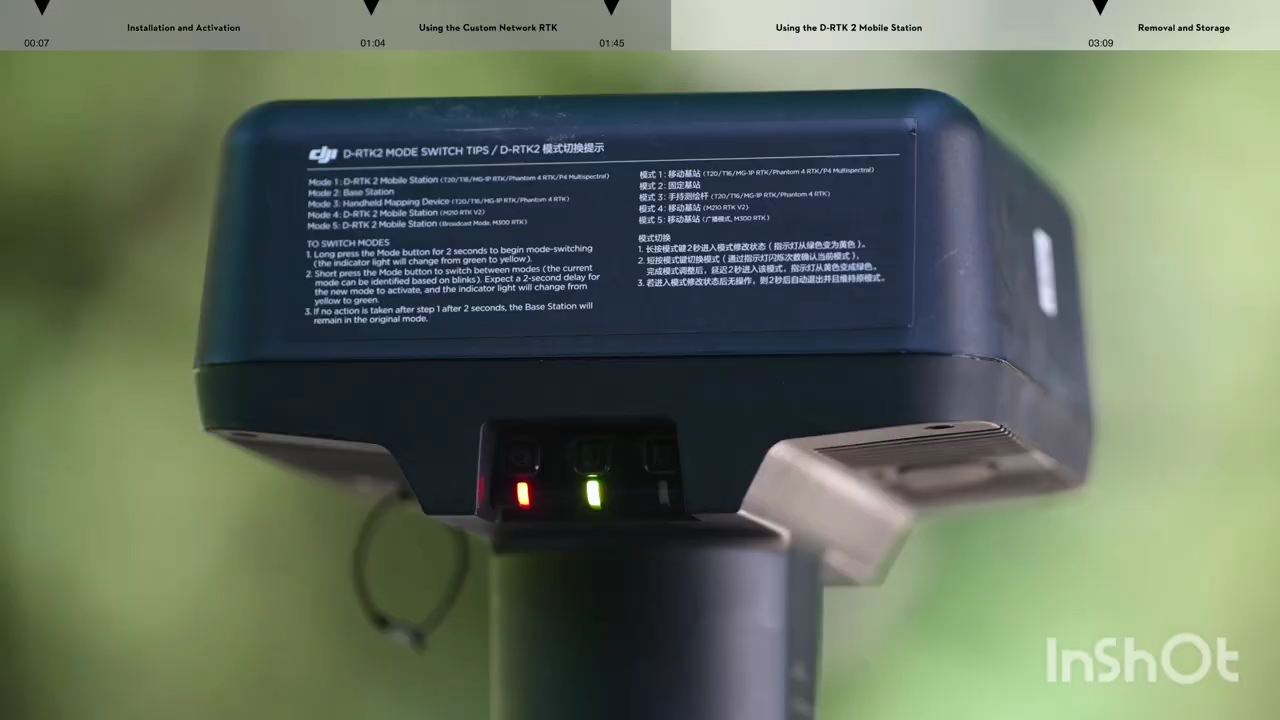 Installation and Activation
Using the Custom Network RTK
Using the D-RTK 2 Mobile Station
Removal and Storage
00:07
01:04
01:45
03:09
dji D-RTK2 MODE SWITCH TIPS / D-RTK2 模式切换提示
Mode 1: D-RTK 2 Mobile Station (T20/T16/MG-1P RTK/Phantom 4 RTK/P4 Multispectral)
Mode 2: Base Station
Mode 3: Handheld Mapping Device (T20/T16/MG-1P RTK/Phantom 4 RTK)
Mode 4: D-RTK 2 Mobile Station (M210 RTK V2)
Mode 5: D-RTK 2 Mobile Station (Broadcast Mode, M300 RTK)
TO SWITCH MODES
1. Long press the Mode button for 2 seconds to begin mode-switching
(the indicator light will change from green to yellow).
2. Short press the Mode button to switch between modes (the current
mode can be identified based on blinks). Expect a 2-second delay for
the new mode to activate, and the indicator light will change from
yellow to green.
3. If no action is taken after step 1 after 2 seconds, the Base Station will
remain in the original mode.
模式 1: 移动基站 (T20/T16/MG-1P RTK/Phantom 4 RTK/P4 Multispectral)
模式 2: 固定基站
模式 3: 手持测绘杆 (T20/T16/MG-1P RTK/Phantom 4 RTK)
模式 4: 移动基站 (M210 RTK V2)
模式 5: 移动基站 (广播模式, M300 RTK)
模式切换
1. 长按模式键2秒进入模式修改状态（指示灯从绿色变为黄色）。
2. 短按模式键切换模式（通过指示灯闪烁次数确认当前模式），
完成模式调整后，延迟2秒进入该模式，指示灯从黄色变成绿色。
3. 若进入模式修改状态后无操作，则2秒后自动退出并且维持原模式。
InShOt